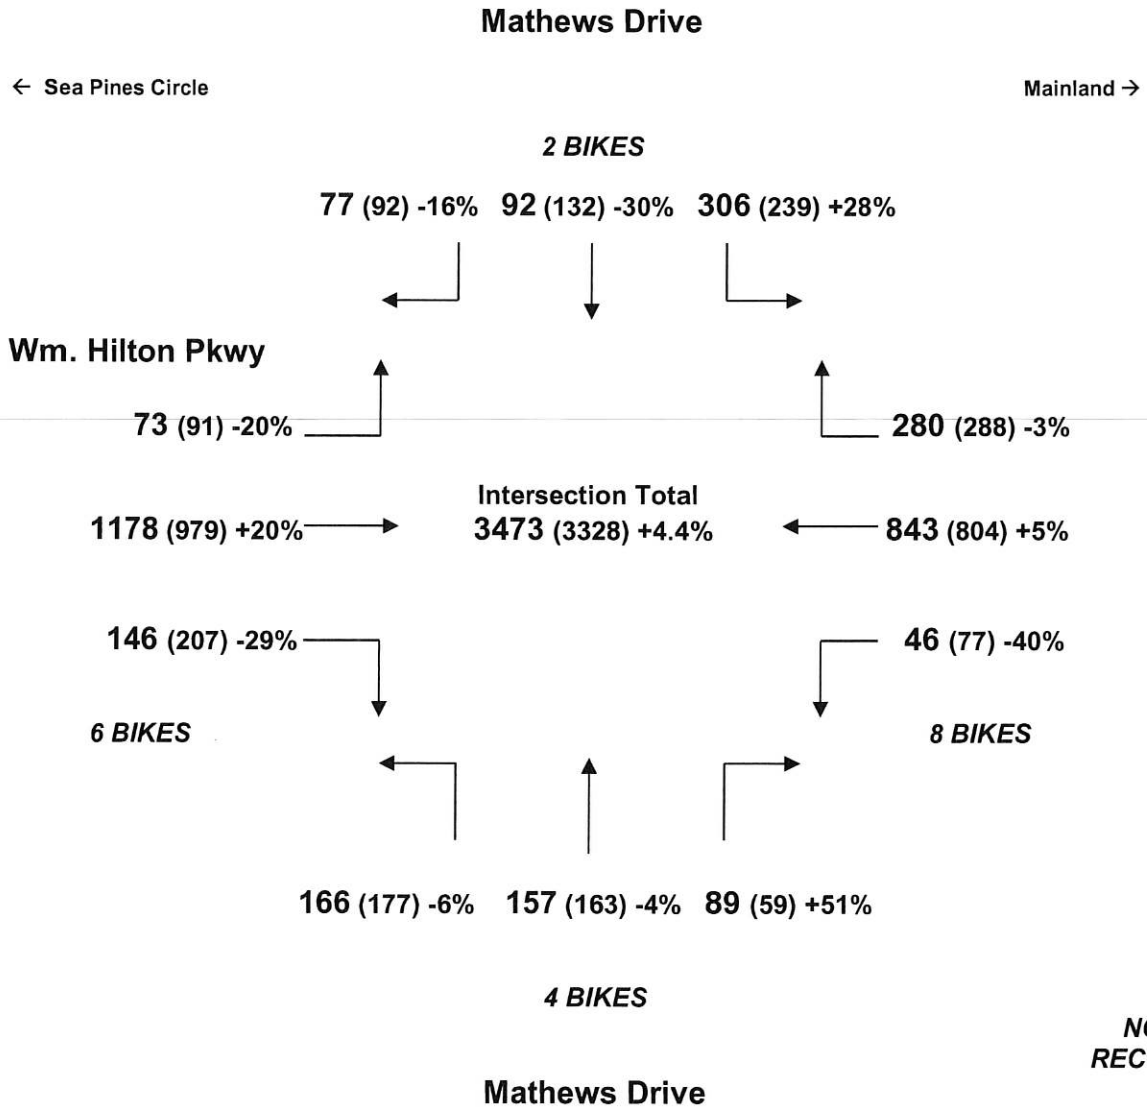 Mathews Drive
← Sea Pines Circle
Mainland →
2 BIKES
77 (92) -16% 92 (132) -30% 306 (239) +28%
Wm. Hilton Pkwy
73 (91) -20%
280 (288) -3%
Intersection Total
1178 (979) +20%
3473 (3328) +4.4%
843 (804) +5%
146 (207) -29%
46 (77) -40%
6 BIKES
8 BIKES
166 (177) -6% 157 (163) -4% 89 (59) +51%
4 BIKES
REC
Mathews Drive